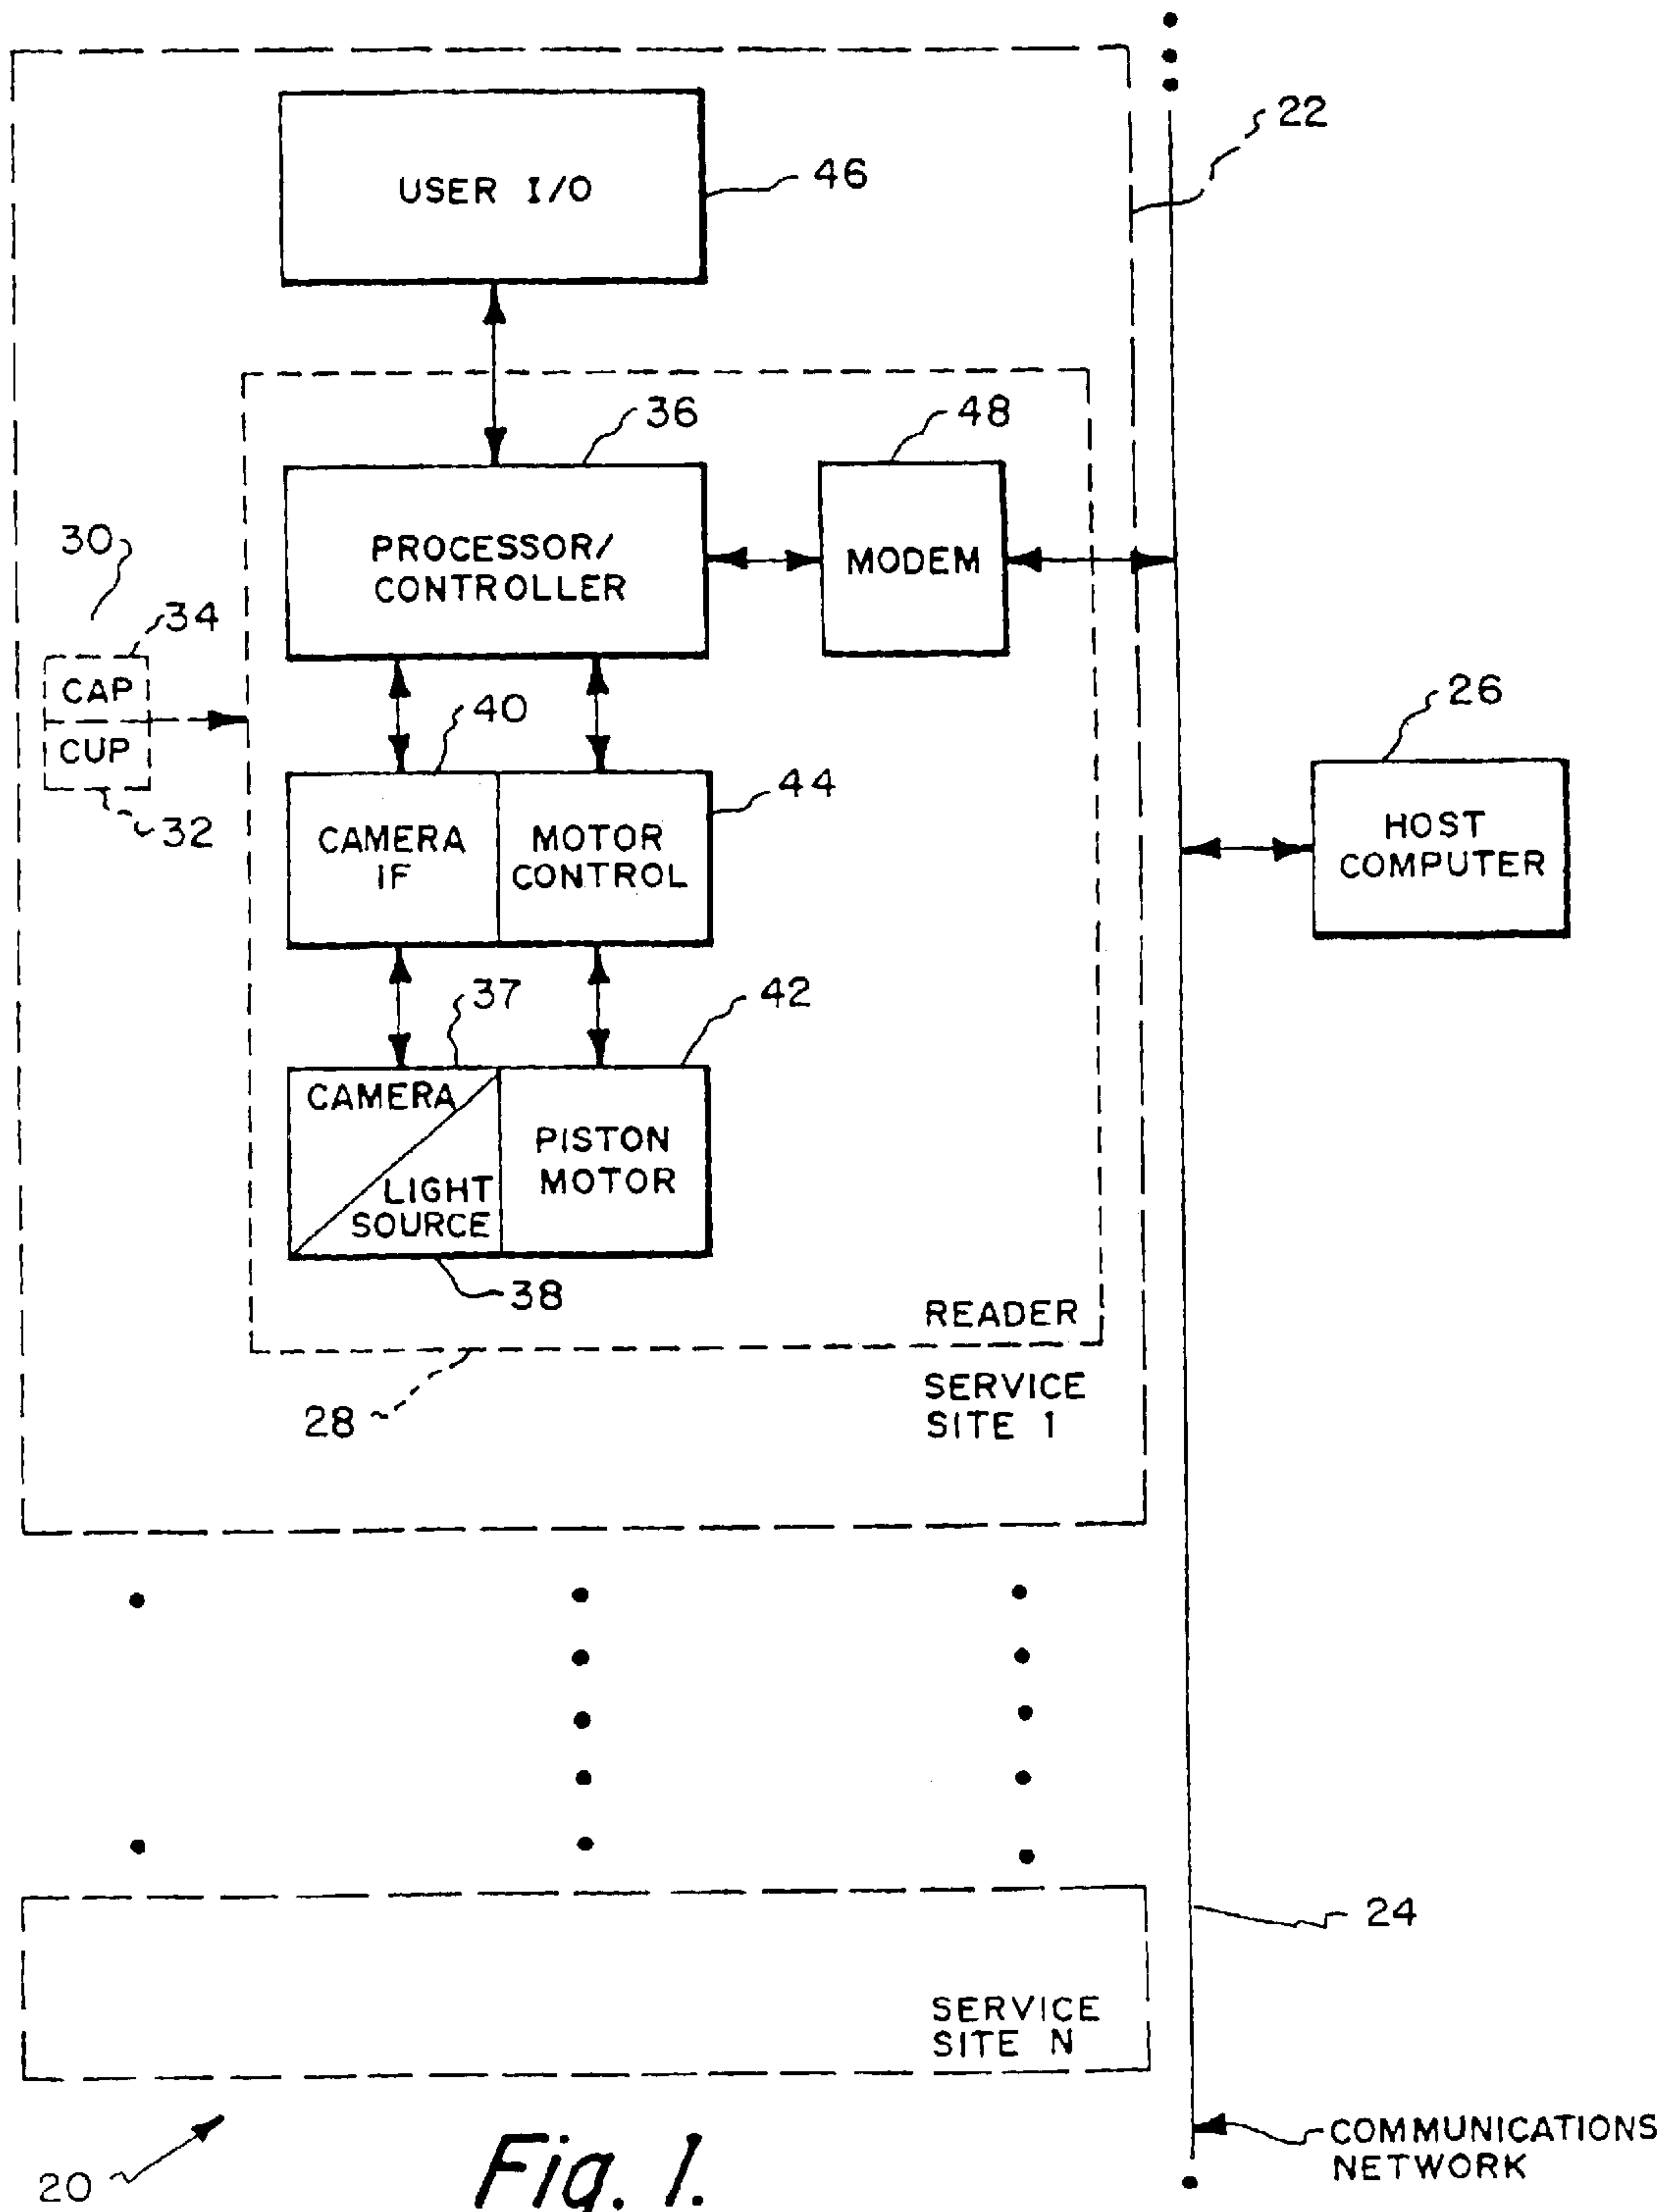 22
USER I/O
46
36
48
PROCESSOR/
CONTROLLER
MODEM
30
34
CAP
CUP
32
40
44
CAMERA
IF
MOTOR
CONTROL
26
HOST
COMPUTER
37
42
CAMERA
LIGHT
SOURCE
PISTON
MOTOR
38
READER
28
SERVICE
SITE 1
24
SERVICE
SITE N
COMMUNICATIONS
NETWORK
20
Fig. 1.